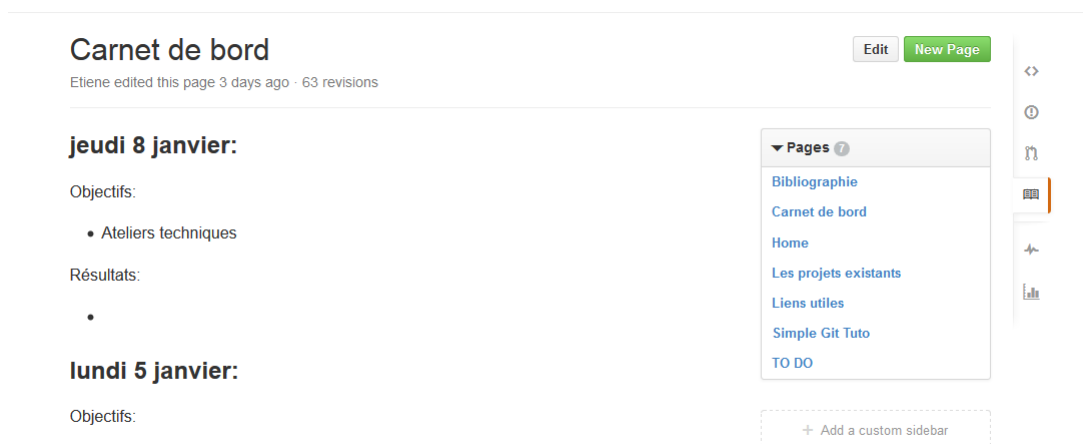 Carnet de bord
Edit
New Page
Etiene edited this page 3 days ago · 63 revisions
jeudi 8 janvier:
Objectifs:
• Ateliers techniques
Résultats:
•
lundi 5 janvier:
Objectifs:
Pages 7
Bibliographie
Carnet de bord
Home
Les projets existants
Liens utiles
Simple Git Tuto
TO DO
+ Add a custom sidebar